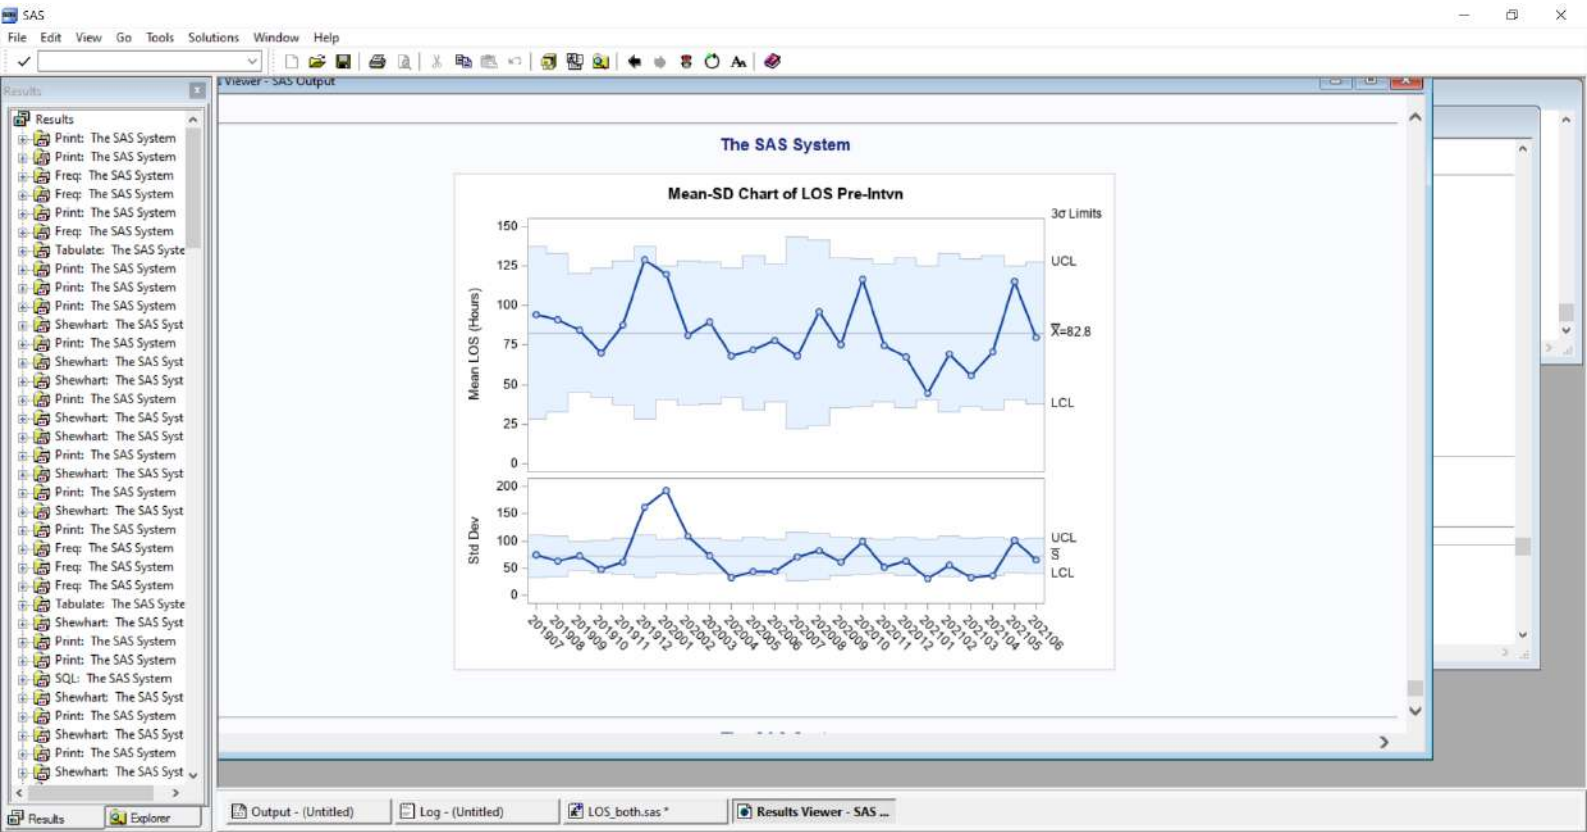 SAS
File Edit View Go Tools Solutions Window Help
Results
Viewer - SAS Output
Results
Print: The SAS System
Print: The SAS System
Freq: The SAS System
Freq: The SAS System
Print: The SAS System
Freq: The SAS System
Tabulate: The SAS Syste
Print: The SAS System
Print: The SAS System
Print: The SAS System
Shewhart: The SAS Syst
Print: The SAS System
Shewhart: The SAS Syst
Shewhart: The SAS Syst
Print: The SAS System
Shewhart: The SAS Syst
Shewhart: The SAS Syst
Print: The SAS System
Shewhart: The SAS Syst
Print: The SAS System
Shewhart: The SAS Syst
Print: The SAS System
Freq: The SAS System
Freq: The SAS System
Freq: The SAS System
Tabulate: The SAS Syste
Shewhart: The SAS Syst
Print: The SAS System
Print: The SAS System
SQL: The SAS System
Shewhart: The SAS Syst
Print: The SAS System
Shewhart: The SAS Syst
Print: The SAS System
Shewhart: The SAS Syst
Results Explorer
The SAS System
Mean-SD Chart of LOS Pre-Intvn
3σ Limits
150
125
100
75
50
25
0
Mean LOS (Hours)
UCL
X̿=82.8
LCL
200
150
100
50
0
Std Dev
UCL
S̅
LCL
201907 201908 201909 201910 201911 201912 202001 202002 202003 202004 202005 202006 202007 202008 202009 202010 202011 202012 202101 202102 202103 202104 202105 202106
Output - (Untitled) Log - (Untitled) LOS_both.sas * Results Viewer - SAS ...